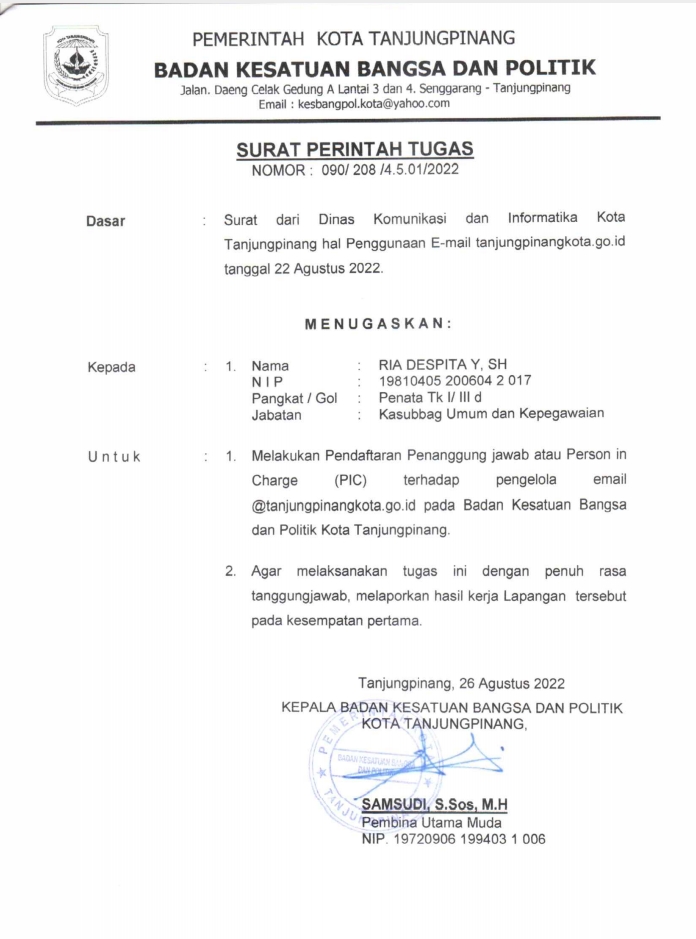 PEMERINTAH KOTA TANJUNGPINANG
BADAN KESATUAN BANGSA DAN POLITIK
Jalan. Daeng Celak Gedung A Lantai 3 dan 4. Senggarang - Tanjungpinang
Email : kesbangpol.kota@yahoo.com
SURAT PERINTAH TUGAS
NOMOR : 090/ 208 /4.5.01/2022
Dasar : Surat dari Dinas Komunikasi dan Informatika Kota
Tanjungpinang hal Penggunaan E-mail tanjungpinangkota.go.id
tanggal 22 Agustus 2022.
M E N U G A S K A N :
Kepada : 1. Nama : RIA DESPITA Y, SH
N I P : 19810405 200604 2 017
Pangkat / Gol : Penata Tk I/ III d
Jabatan : Kasubbag Umum dan Kepegawaian
U n t u k : 1. Melakukan Pendaftaran Penanggung jawab atau Person in
Charge (PIC) terhadap pengelola email
@tanjungpinangkota.go.id pada Badan Kesatuan Bangsa
dan Politik Kota Tanjungpinang.
2. Agar melaksanakan tugas ini dengan penuh rasa
tanggungjawab, melaporkan hasil kerja Lapangan tersebut
pada kesempatan pertama.
Tanjungpinang, 26 Agustus 2022
KEPALA BADAN KESATUAN BANGSA DAN POLITIK
KOTA TANJUNGPINANG,
SAMSUDI, S.Sos, M.H
Pembina Utama Muda
NIP. 19720906 199403 1 006